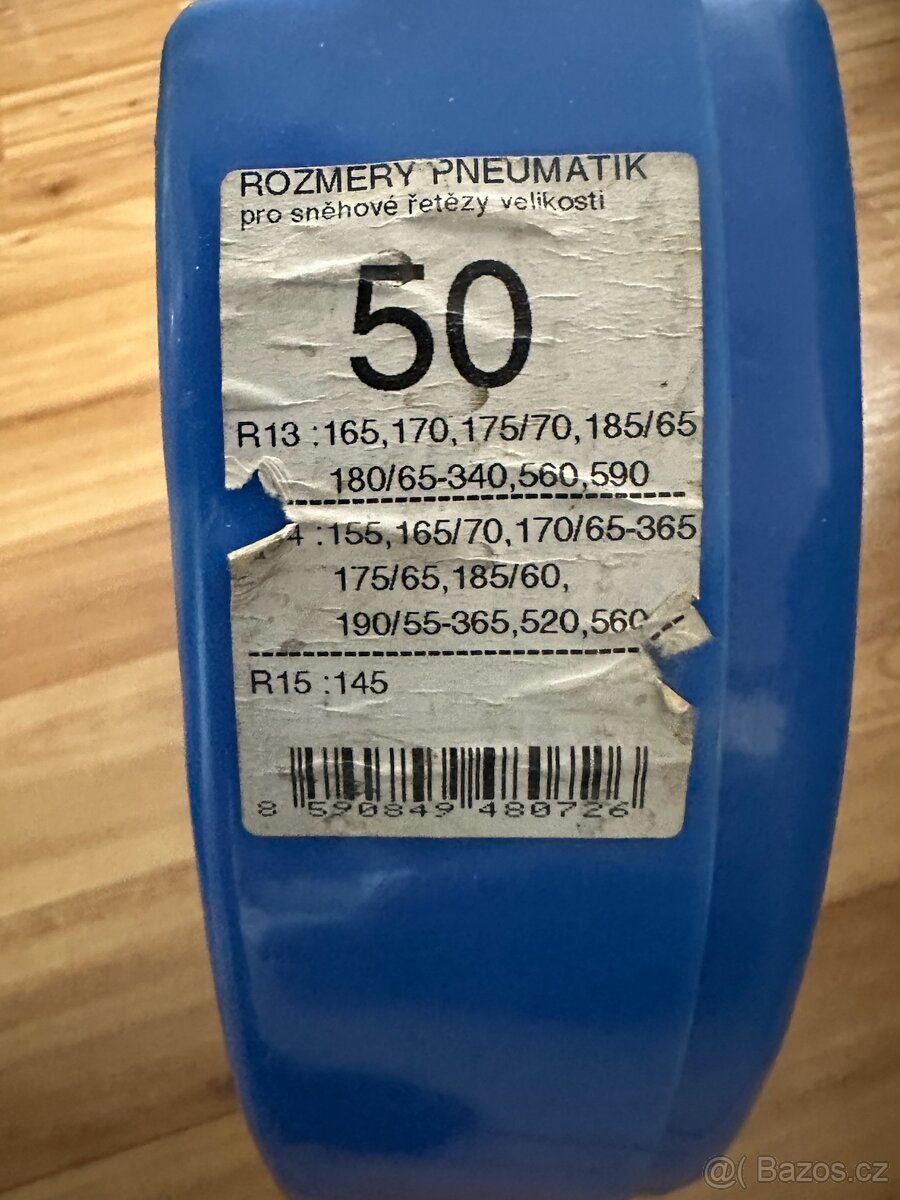 ROZMERY PNEUMATIK
pro sněhové řetězy velikosti
50
R13 :165,170,175/70,185/65
180/65-340,560,590
4 :155,165/70,170/65-365
175/65,185/60,
190/55-365,520,560
R15 :145
8 590849 480726
@( Bazos.cz